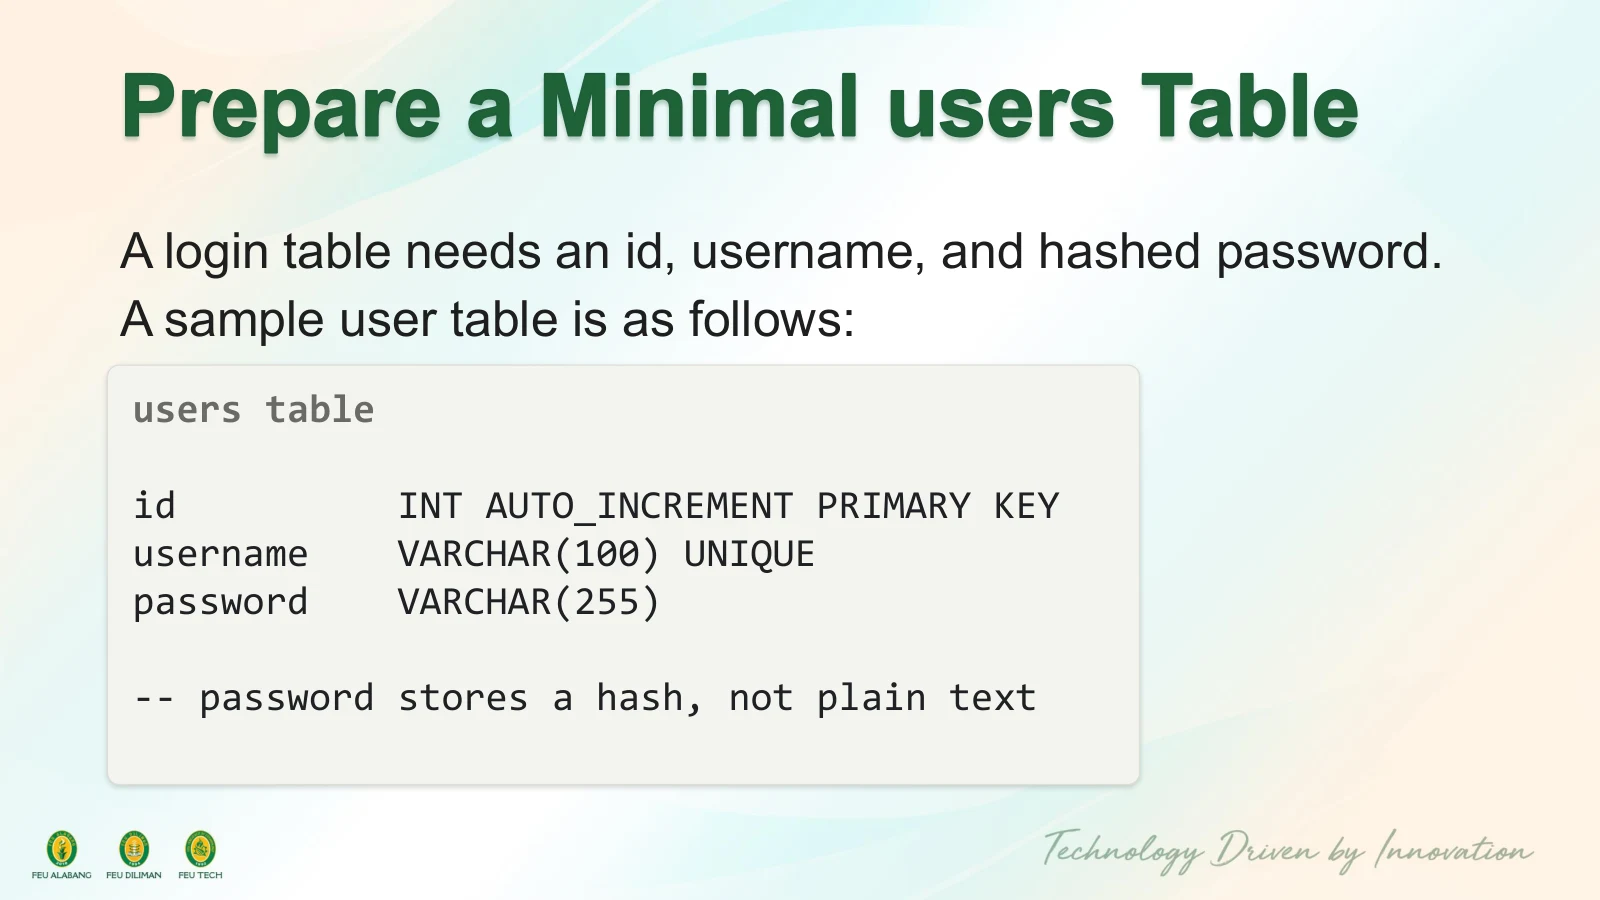 Prepare a Minimal users Table
A login table needs an id, username, and hashed password.
A sample user table is as follows:
users table
id INT AUTO_INCREMENT PRIMARY KEY
username VARCHAR(100) UNIQUE
password VARCHAR(255)
-- password stores a hash, not plain text
FEU ALABANG FEU DILIMAN FEU TECH
Technology Driven by Innovation